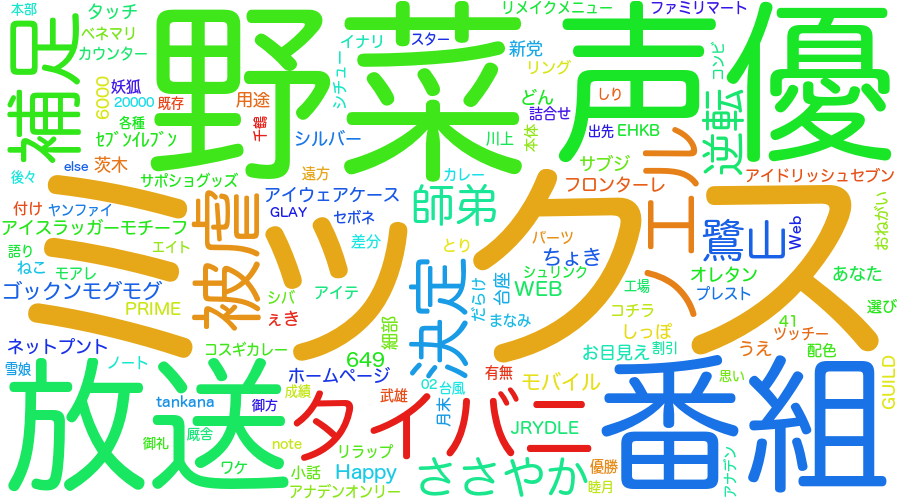 本部
タッチ
ベネマリ
カウンター
補足
野菜
声優
リメイクメニュー
ファミリマート
イナリ
スター
新党
コンビ
リング
シチュー
6000
妖狐
20000
既存
用途
どん
詰合せ
しり
各種
千鶴
セブンイレブン
シルバー
川上
本体
出先
EHKB
逆転
else
茨木
後々
サポショグッズ
遠方
カレー
サブジ
アイドリッシュセブン
付け
ヤンファイ
アイウェアケース
師弟
フロンターレ
ノエル
アイスラッガーモチーフ
GLAY
セボネ
Web
おねがい
語り
エイト
被虐
差分
とり
パーツ
鷺山
ねこ
モアレ
ミックス
ちょき
シュリンク
オレタン
あなた
ゴックンモグモグ
シバ
アイテ
決定
だらけ
台座
WEB
工場
プレスト
PRIME
ぇき
まなみ
コチラ
選び
41
ネットプント
細部
しっぽ
ツッチー
コスギカレー
649
お目見え
割引
うえ
配色
雪娘
ノート
ホームページ
有無
モバイル
思い
GUILD
成績
02
台風
放送
tankana
御方
タイバニ
武雄
月末
番組
JRYDLE
御礼
厩舎
note
リラップ
ささやか
優勝
ワケ
小話
Happy
アナデン
アナデンオンリー
睦月